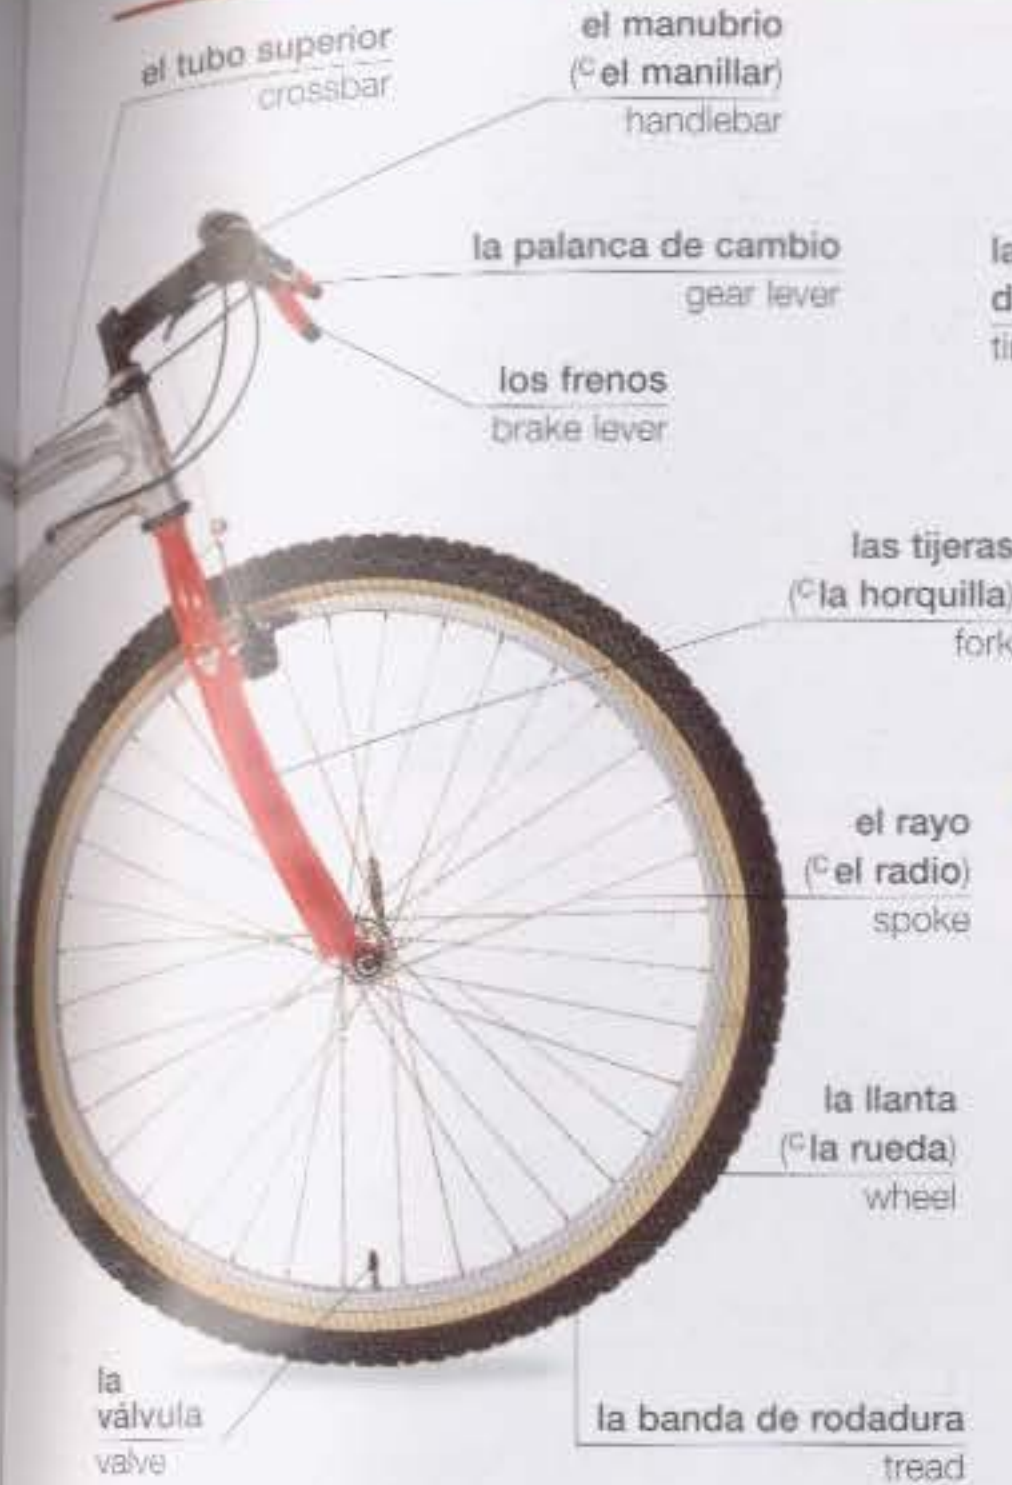 el tubo superior
crossbar
el manubrio
(ᶜel manillar)
handlebar
la palanca de cambio
gear lever
los frenos
brake lever
las tijeras
(ᶜla horquilla)
fork
el rayo
(ᶜel radio)
spoke
la llanta
(ᶜla rueda)
wheel
la
válvula
valve
la banda de rodadura
tread